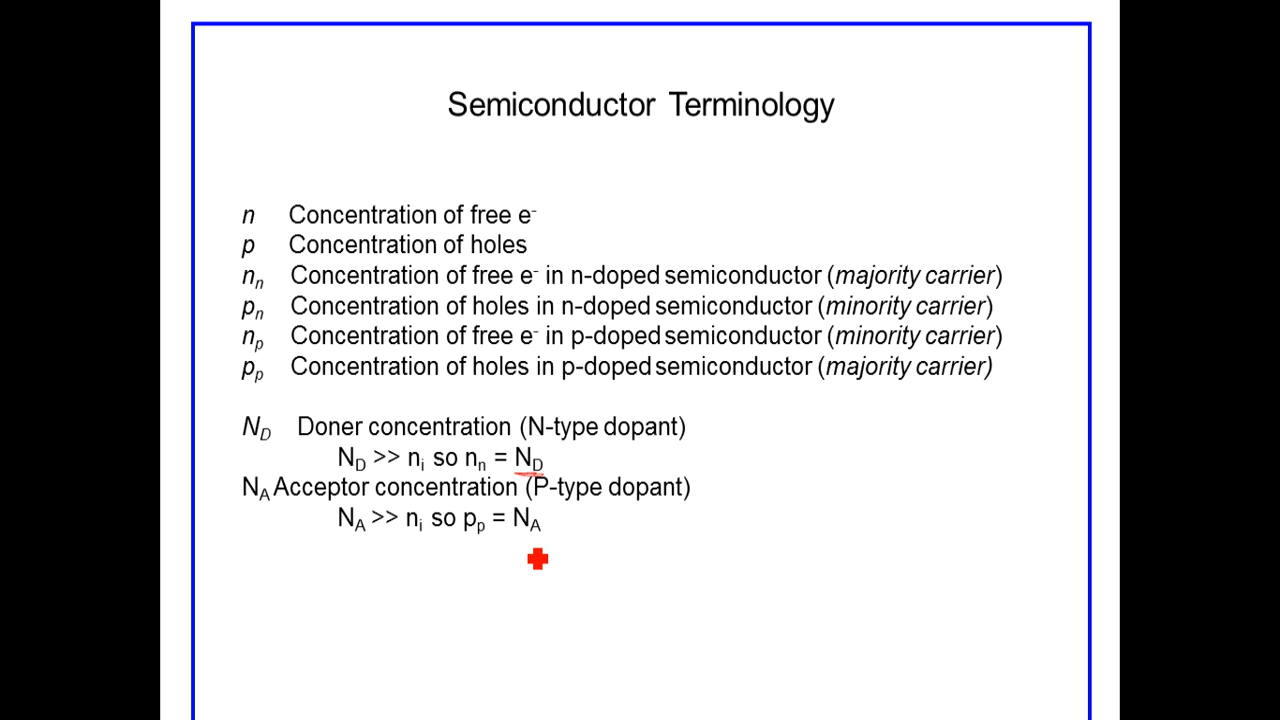 Semiconductor Terminology
n Concentration of free e⁻
p Concentration of holes
nₙ Concentration of free e⁻ in n-doped semiconductor (majority carrier)
pₙ Concentration of holes in n-doped semiconductor (minority carrier)
nₚ Concentration of free e⁻ in p-doped semiconductor (minority carrier)
pₚ Concentration of holes in p-doped semiconductor (majority carrier)
N_D Doner concentration (N-type dopant)
N_D >> nᵢ so nₙ = N_D
N_A Acceptor concentration (P-type dopant)
N_A >> nᵢ so pₚ = N_A